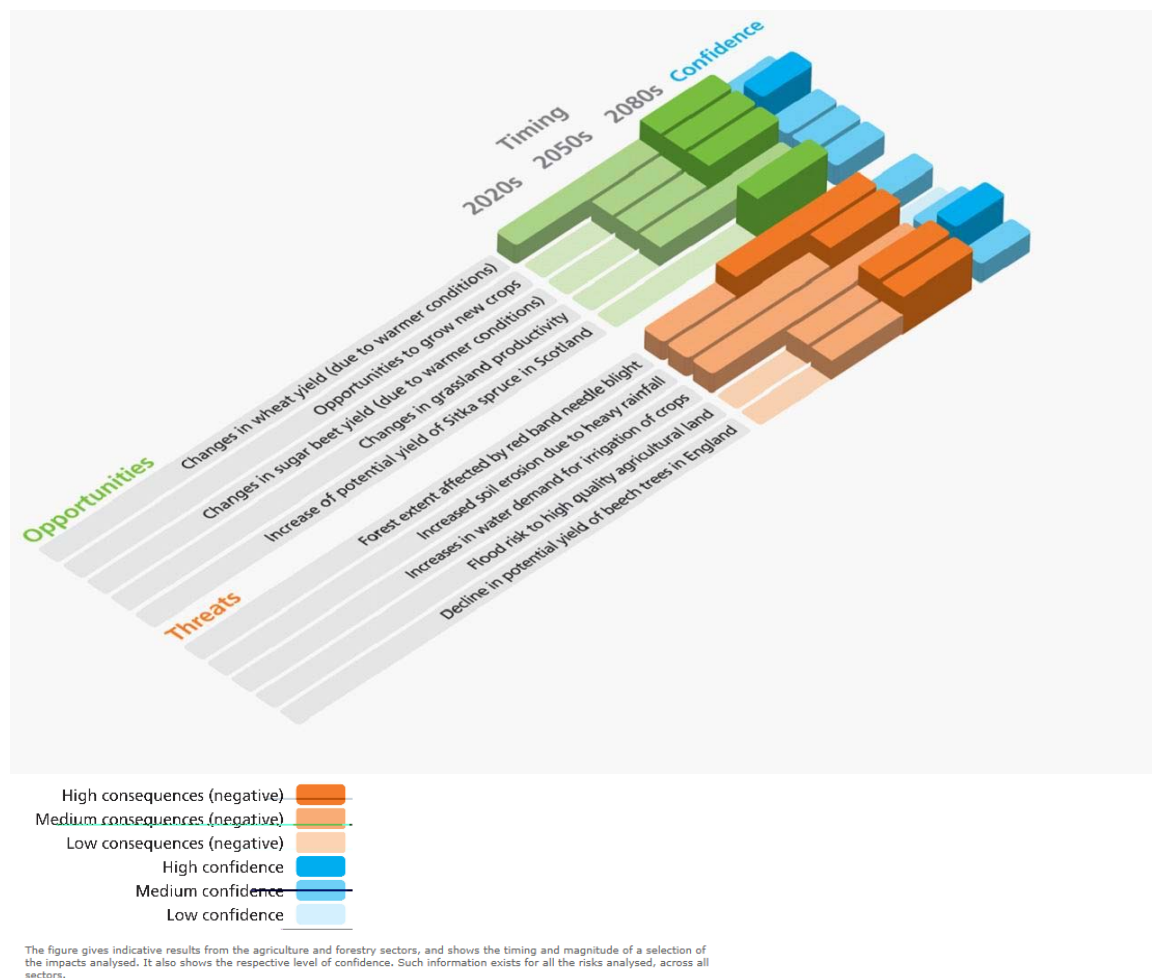 Confidence
Timing
2020s
2050s
2080s
Opportunities
Changes in wheat yield (due to warmer conditions)
Opportunities to grow new crops
Changes in sugar beet yield (due to warmer conditions)
Changes in grassland productivity
Increase of potential yield of Sitka spruce in Scotland
Threats
Forest extent affected by red band needle blight
Increased soil erosion due to heavy rainfall
Increases in water demand for irrigation of crops
Flood risk to high quality agricultural land
Decline in potential yield of beech trees in England
High consequences (negative)
Medium consequences (negative)
Low consequences (negative)
High confidence
Medium confidence
Low confidence
The figure gives indicative results from the agriculture and forestry sectors, and shows the timing and magnitude of a selection of
the impacts analysed. It also shows the respective level of confidence. Such information exists for all the risks analysed, across all
sectors.